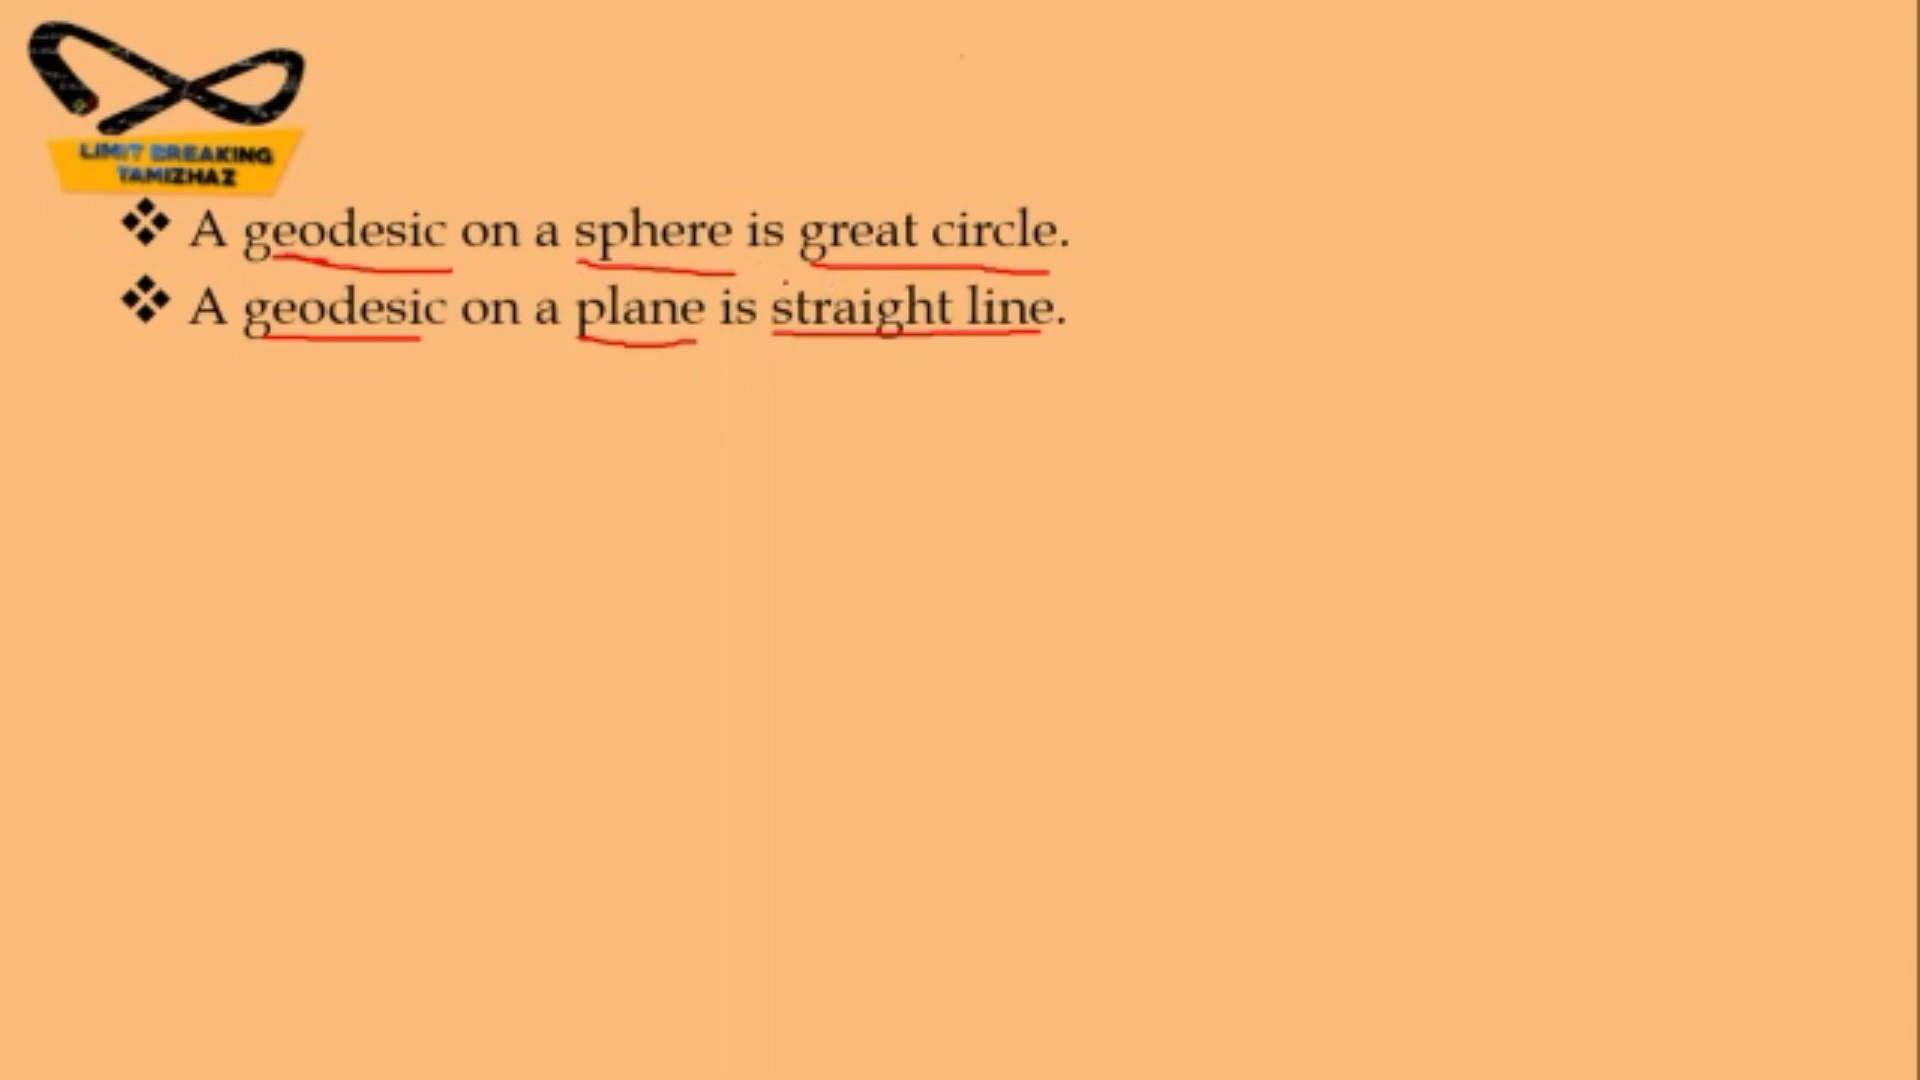 LIMIT BREAKING
TAMIZHAZ
❖ A geodesic on a sphere is great circle.
❖ A geodesic on a plane is straight line.